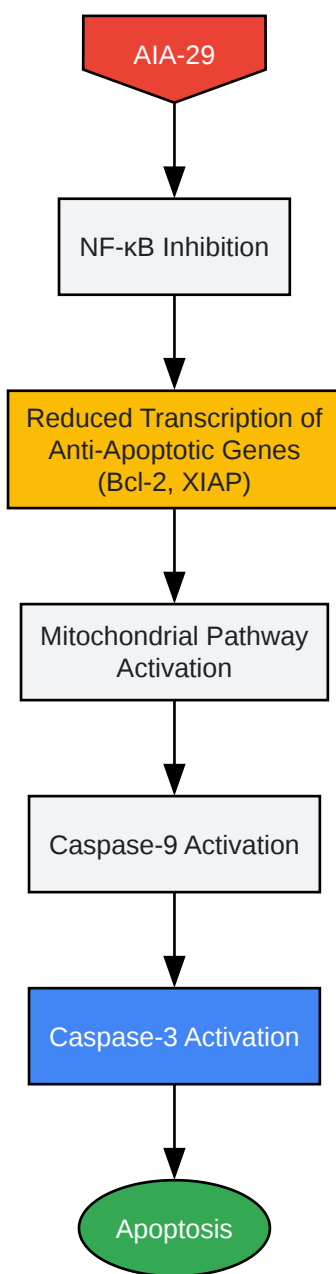 AIA-29
NF-κB Inhibition
Reduced Transcription of
Anti-Apoptotic Genes
(Bcl-2, XIAP)
Mitochondrial Pathway
Activation
Caspase-9 Activation
Caspase-3 Activation
Apoptosis